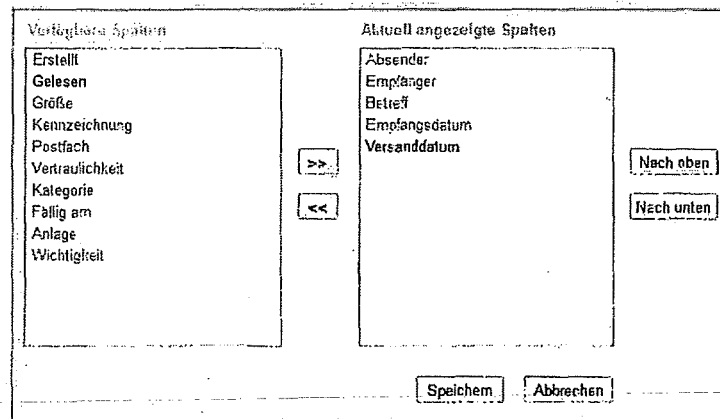 Verfügbare Spalten
Erstellt
Gelesen
Größe
Kennzeichnung
Postfach
Vertraulichkeit
Kategorie
Fällig am
Anlage
Wichtigkeit
>>
<<
Aktuell angezeigte Spalten
Absender
Empfänger
Betreff
Empfangsdatum
Versanddatum
Nach oben
Nach unten
Speichern
Abbrechen